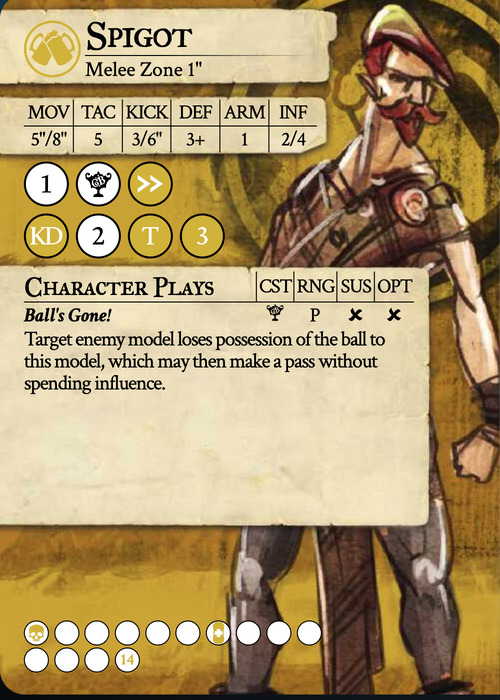 Spigot
Melee Zone 1"
MOV TAC KICK DEF ARM INF
5"/8" 5 3/6" 3+ 1 2/4
1 GB >>
KD 2 T 3
Character Plays CST RNG SUS OPT
Ball's Gone! GB P ✘ ✘
Target enemy model loses possession of the ball to
this model, which may then make a pass without
spending influence.
14